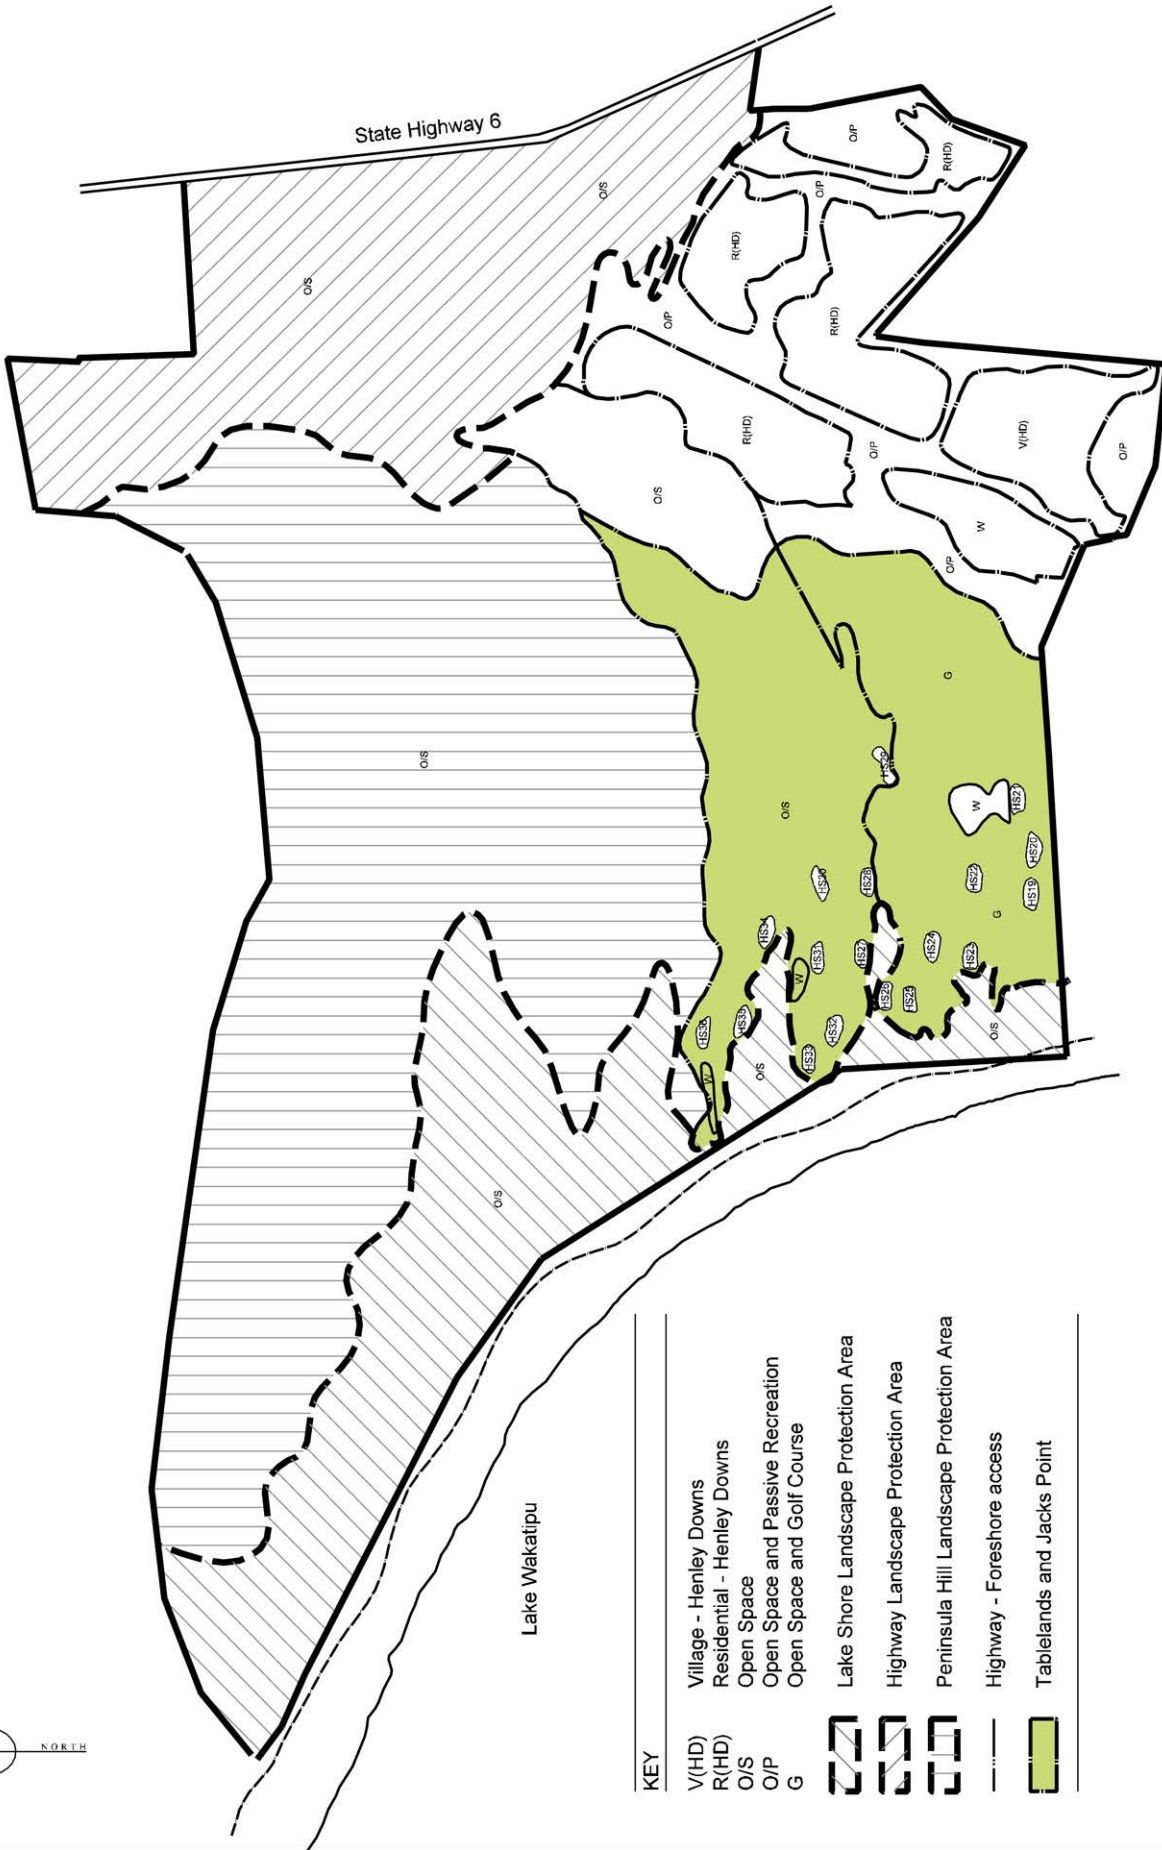 State Highway 6
O/S
O/S
O/P
R(HD)
O/P
R(HD)
R(HD)
O/P
R(HD)
O/P
V(HD)
O/P
O/S
W
O/P
G
O/S
O/S
HS29
W
HS21
HS20
HS19
HS22
G
HS30
HS28
HS34
HS31
HS27
HS24
HS23
W
HS26
HS25
HS36
HS35
HS32
HS33
O/S
O/S
W
O/S
Lake Wakatipu
NORTH
KEY
V(HD) Village - Henley Downs
R(HD) Residential - Henley Downs
O/S Open Space
O/P Open Space and Passive Recreation
G Open Space and Golf Course
Lake Shore Landscape Protection Area
Highway Landscape Protection Area
Peninsula Hill Landscape Protection Area
Highway - Foreshore access
Tablelands and Jacks Point